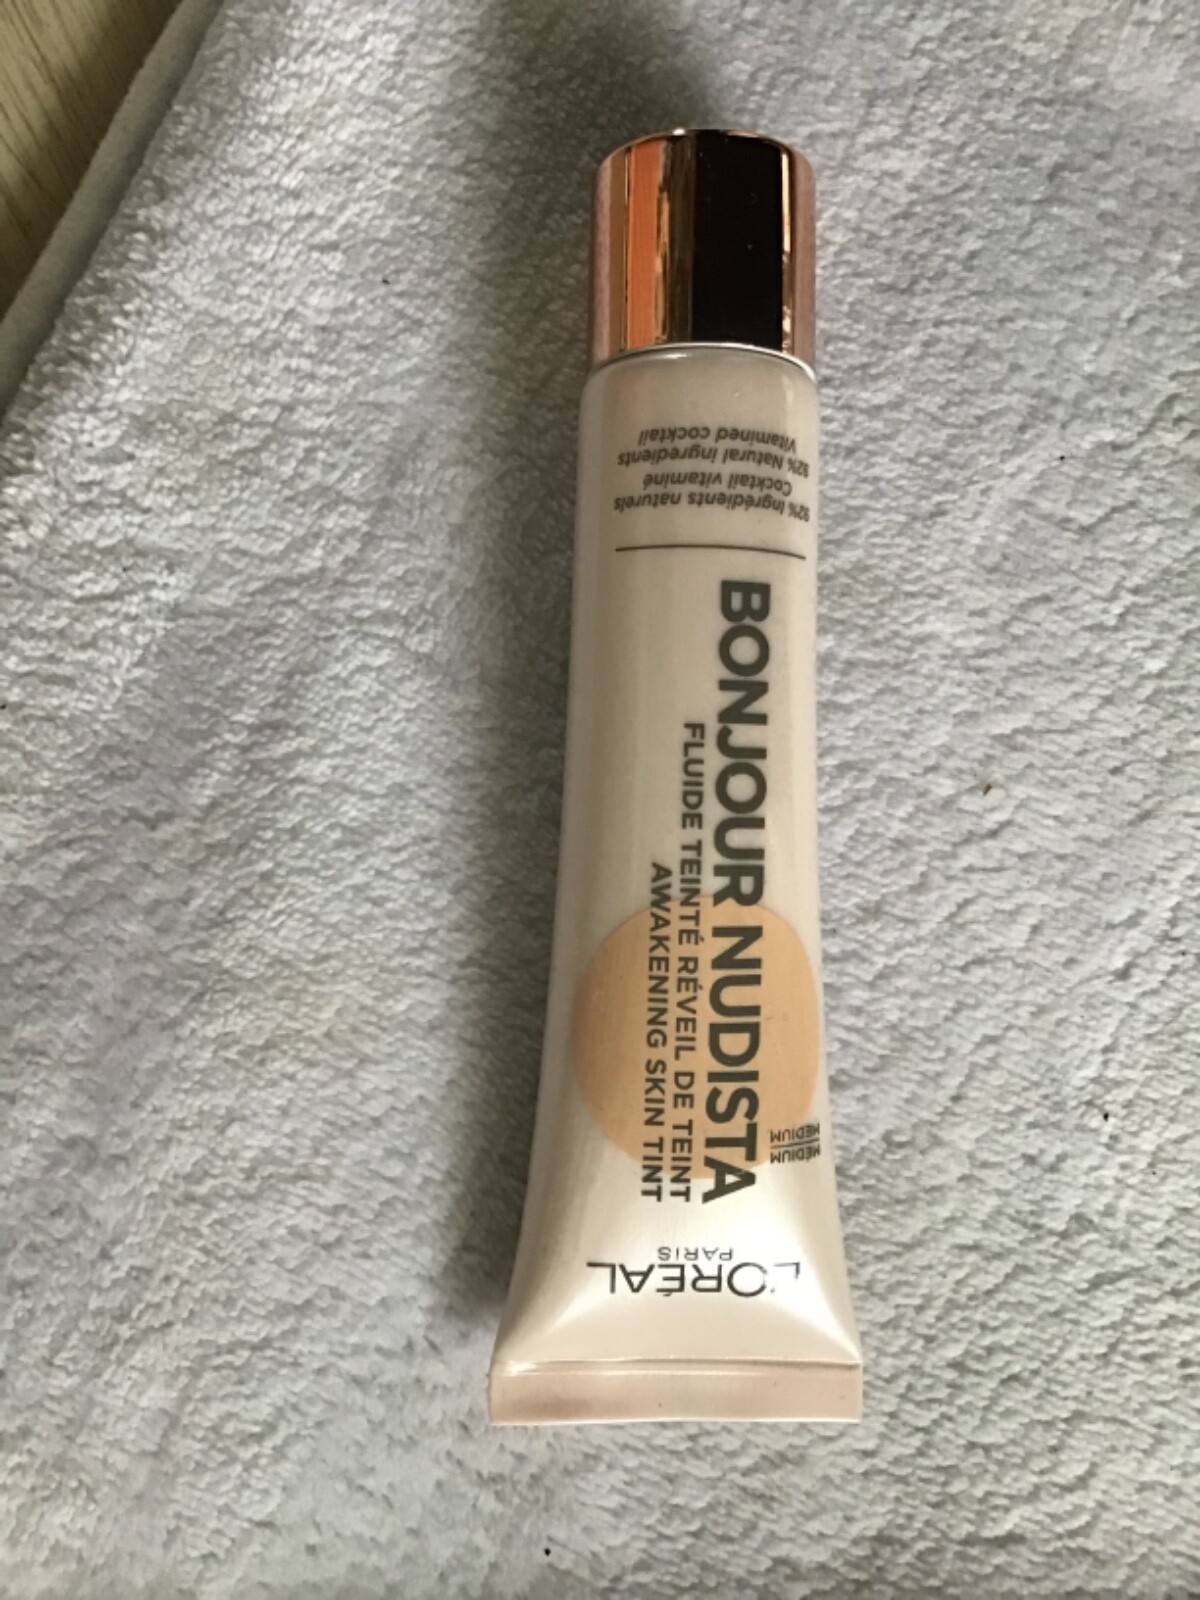 L'ORÉAL
PARIS
MÉDIUM
MEDIUM
BONJOUR NUDISTA
FLUIDE TEINTÉ RÉVEIL DE TEINT
AWAKENING SKIN TINT
92% Ingrédients naturels
Cocktail vitaminé
92% Natural ingredients
Vitamined cocktail